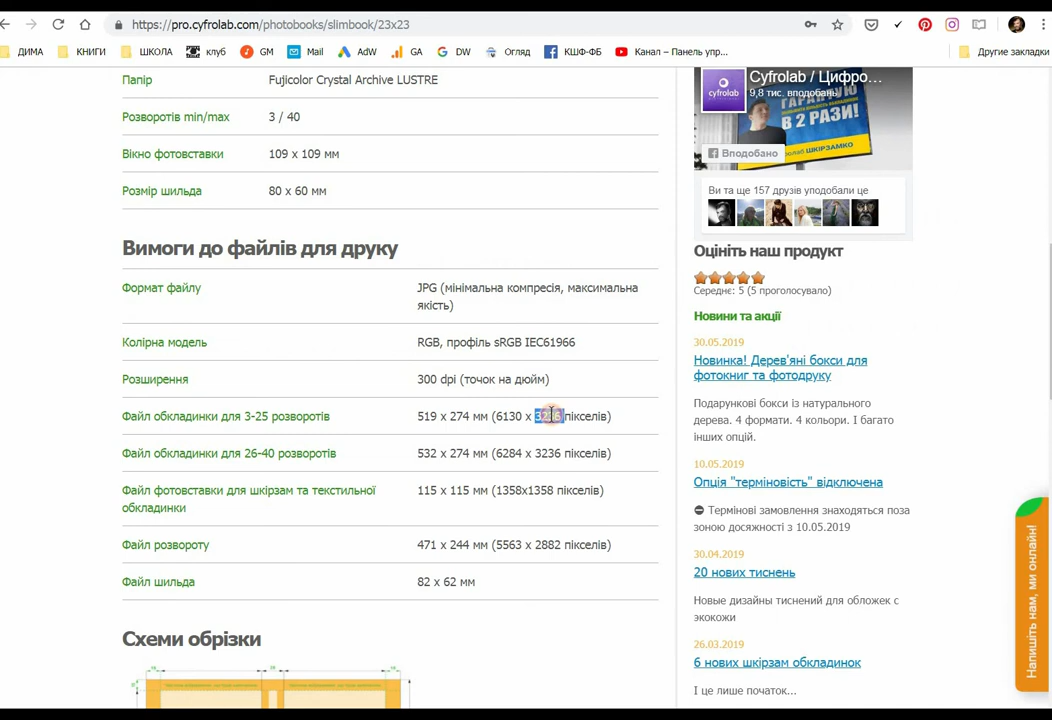 https://pro.cyfrolab.com/photobooks/slimbook/23x23
ДИМА КНИГИ ШКОЛА клуб GM Mail AdW GA DW Огляд КШФ-ФБ Канал – Панель упр... Другие закладки
Папір Fujicolor Crystal Archive LUSTRE
Розворотів min/max 3 / 40
Вікно фотовставки 109 x 109 мм
Розмір шильда 80 x 60 мм
Вимоги до файлів для друку
Формат файлу JPG (мінімальна компресія, максимальна
якість)
Колірна модель RGB, профіль sRGB IEC61966
Розширення 300 dpi (точок на дюйм)
Файл обкладинки для 3-25 розворотів 519 x 274 мм (6130 x пікселів)
Файл обкладинки для 26-40 розворотів 532 x 274 мм (6284 x 3236 пікселів)
Файл фотовставки для шкірзам та текстильної 115 x 115 мм (1358x1358 пікселів)
обкладинки
Файл розвороту 471 x 244 мм (5563 x 2882 пікселів)
Файл шильда 82 x 62 мм
Схеми обрізки
Cyfrolab / Цифро...
9,8 тис. вподобань
cyfrolab
ГАРАНТУЮ
В 2 РАЗИ!
ШКІРЗАМКО
Вподобано
Ви та ще 157 друзів уподобали це
Оцініть наш продукт
Середнє: 5 (5 проголосувало)
Новини та акції
30.05.2019
Новинка! Дерев'яні бокси для
фотокниг та фотодруку
Подарункові бокси із натурального
дерева. 4 формати. 4 кольори. І багато
інших опцій.
10.05.2019
Опція "терміновість" відключена
Термінові замовлення знаходяться поза
зоною досяжності з 10.05.2019
30.04.2019
20 нових тиснень
Новые дизайны тиснений для обложек с
экокожи
26.03.2019
6 нових шкірзам обкладинок
І це лише початок...
Напишіть нам, ми онлайн!